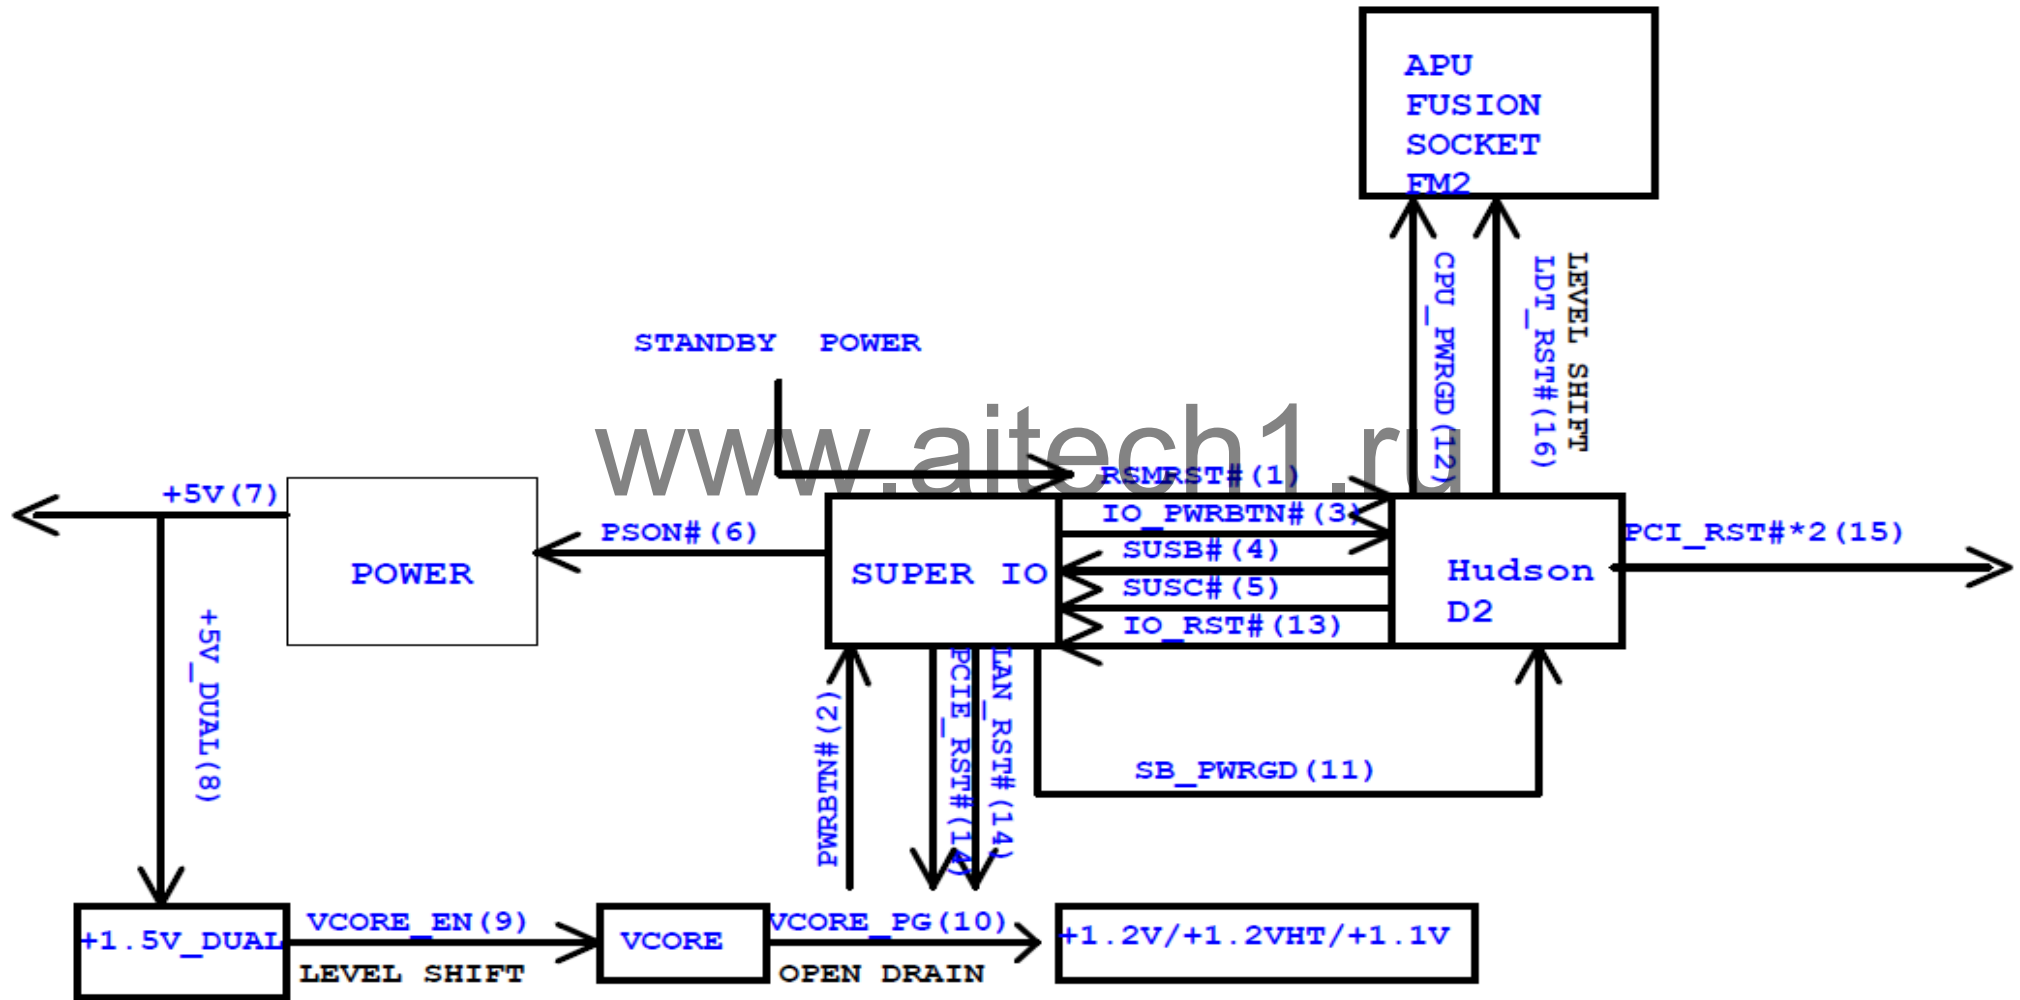 APU
FUSION
SOCKET
FM2
CPU_PWRGD(12)
LDT_RST#(16)
LEVEL SHIFT
STANDBY POWER
www.aitech1.ru
RSMRST#(1)
+5V(7)
IO_PWRBTN#(3)
PSON#(6)
SUSB#(4)
PCI_RST#*2(15)
POWER
SUPER IO
Hudson
D2
SUSC#(5)
IO_RST#(13)
+5V_DUAL(8)
PWRBTN#(2)
PCIE_RST#(14)
LAN_RST#(14)
SB_PWRGD(11)
+1.5V_DUAL
VCORE_EN(9)
LEVEL SHIFT
VCORE
VCORE_PG(10)
OPEN DRAIN
+1.2V/+1.2VHT/+1.1V